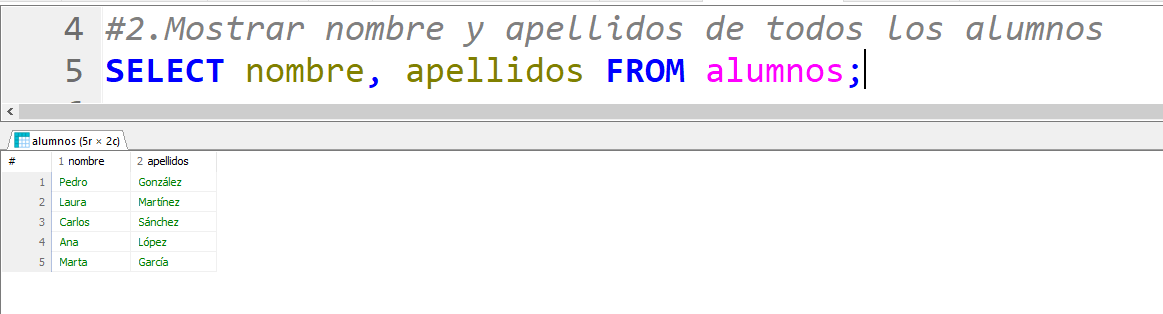 4 #2.Mostrar nombre y apellidos de todos los alumnos
5 SELECT nombre, apellidos FROM alumnos;
alumnos (5r × 2c)
# 1 nombre 2 apellidos
1 Pedro González
2 Laura Martínez
3 Carlos Sánchez
4 Ana López
5 Marta García